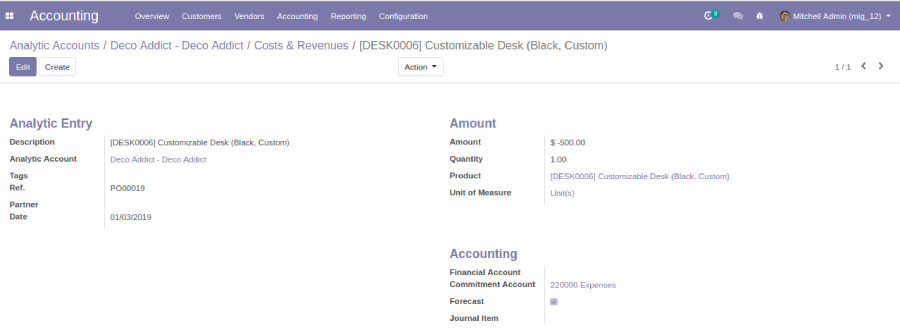 Accounting Overview Customers Vendors Accounting Reporting Configuration 9 Mitchell Admin (mig_12)
Analytic Accounts / Deco Addict - Deco Addict / Costs & Revenues / [DESK0006] Customizable Desk (Black, Custom)
Edit Create Action 1 / 1
Analytic Entry
Description [DESK0006] Customizable Desk (Black, Custom)
Analytic Account Deco Addict - Deco Addict
Tags
Ref. PO00019
Partner
Date 01/03/2019
Amount
Amount $ -500.00
Quantity 1.00
Product [DESK0006] Customizable Desk (Black, Custom)
Unit of Measure Unit(s)
Accounting
Financial Account
Commitment Account 220000 Expenses
Forecast
Journal Item